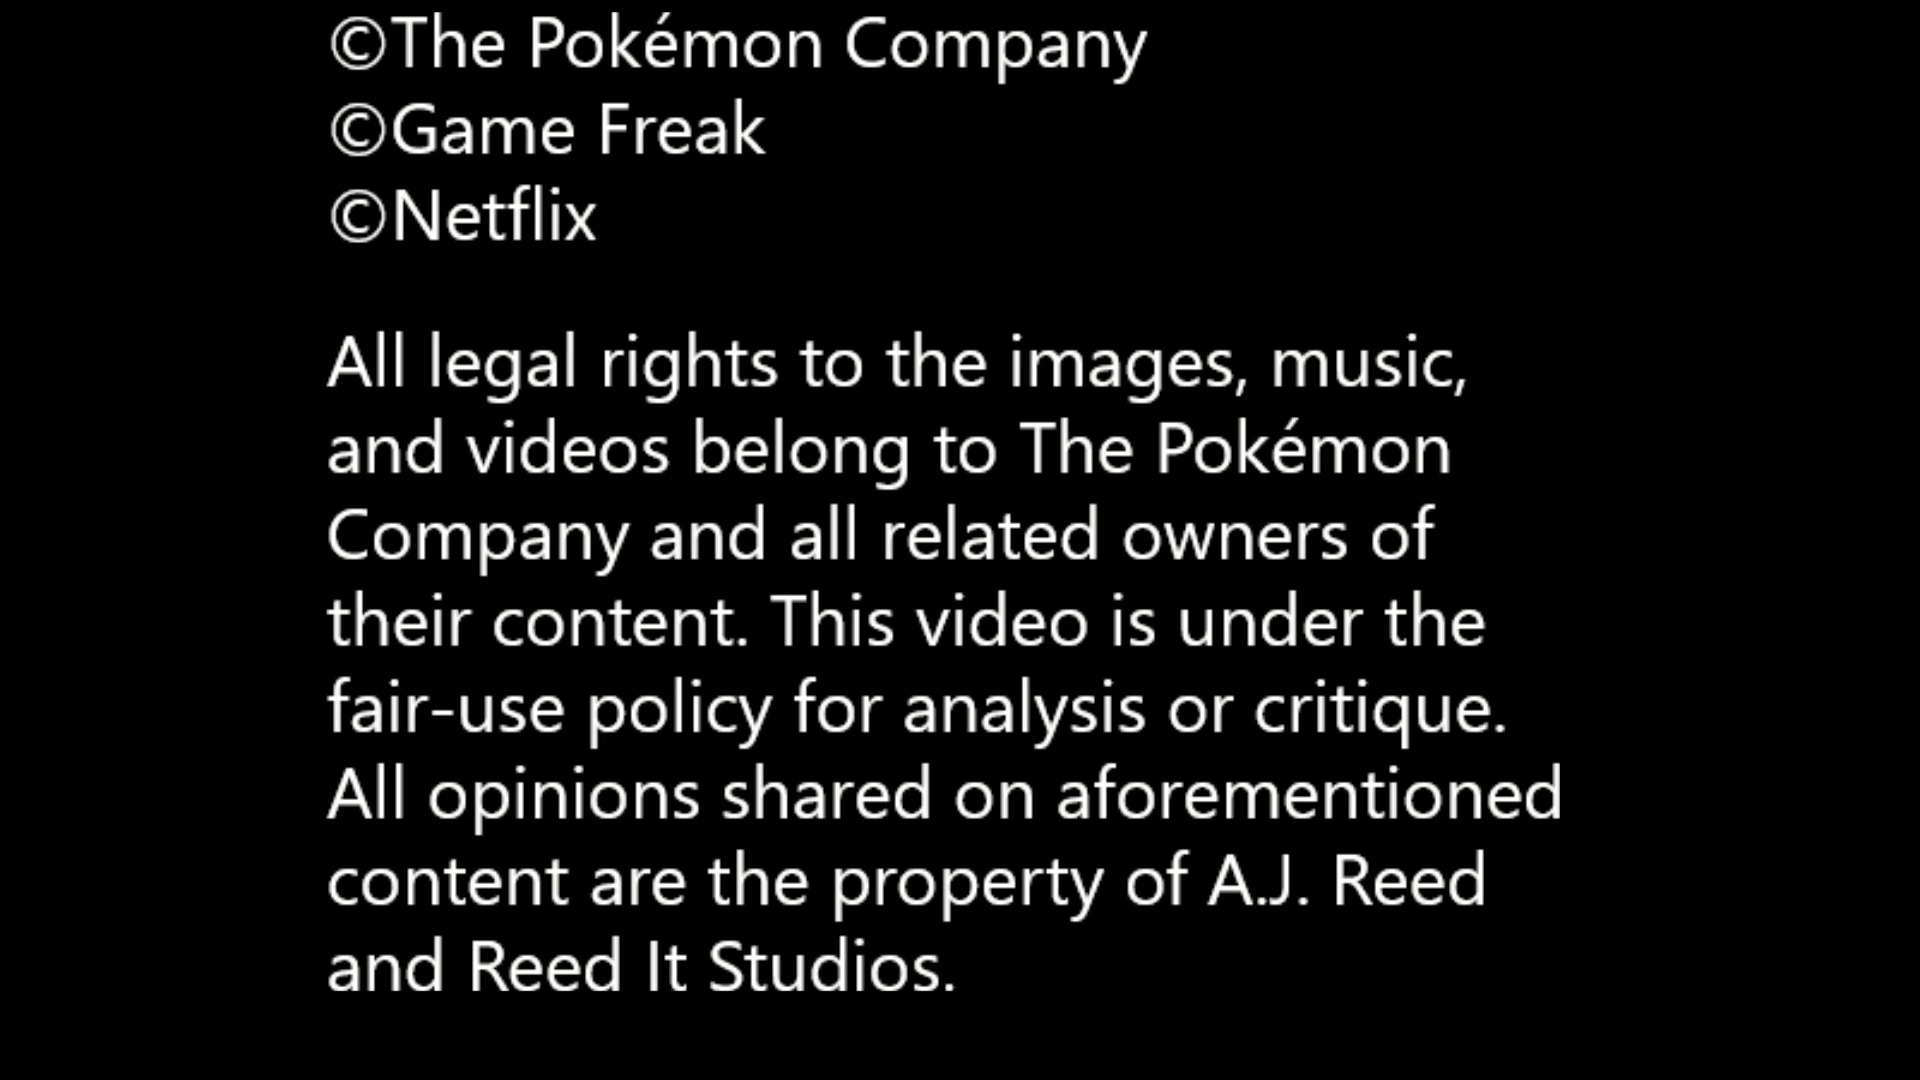 ©The Pokémon Company
©Game Freak
©Netflix
All legal rights to the images, music,
and videos belong to The Pokémon
Company and all related owners of
their content. This video is under the
fair-use policy for analysis or critique.
All opinions shared on aforementioned
content are the property of A.J. Reed
and Reed It Studios.